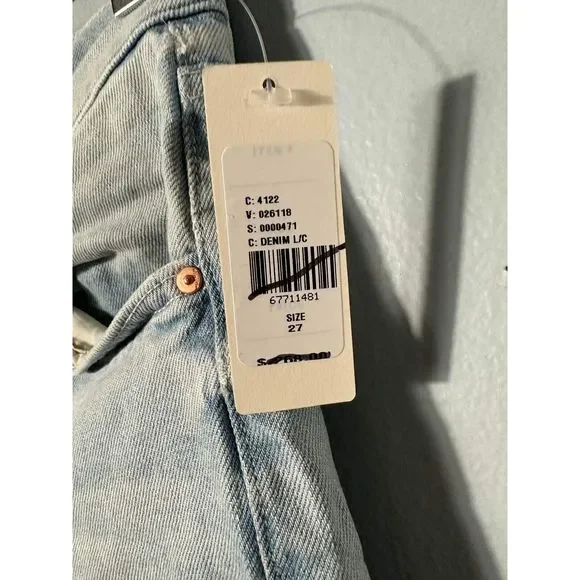 C: 4122
V: 026118
S: 0000471
C: DENIM L/C
67711481
SIZE
27